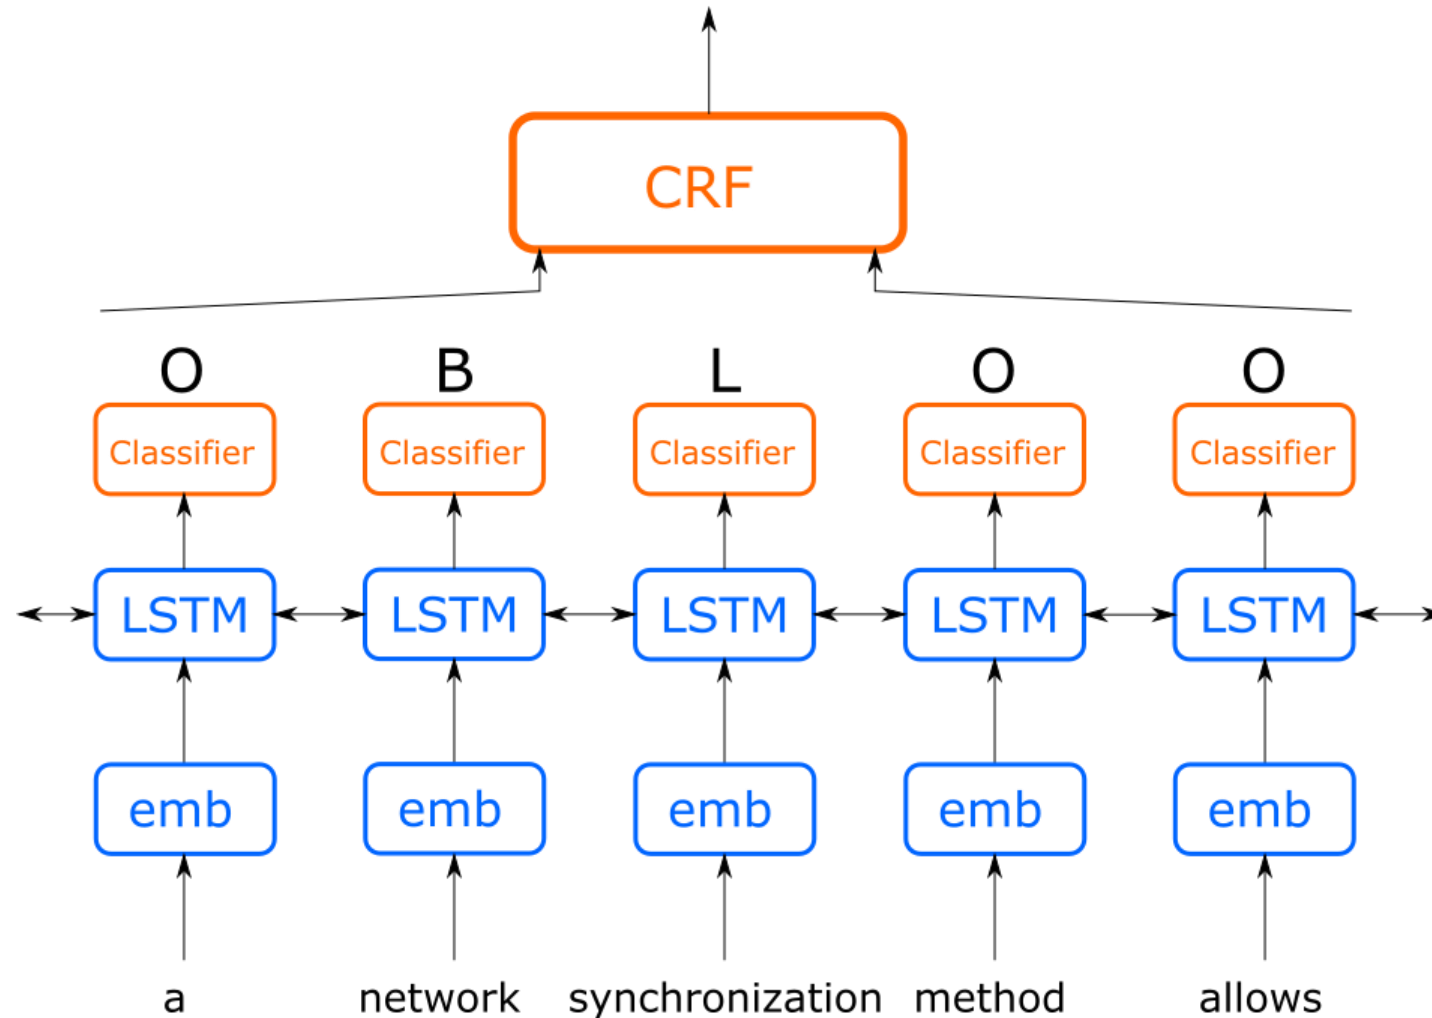 CRF
O B L O O
Classifier Classifier Classifier Classifier Classifier
LSTM LSTM LSTM LSTM LSTM
emb emb emb emb emb
a network synchronization method allows